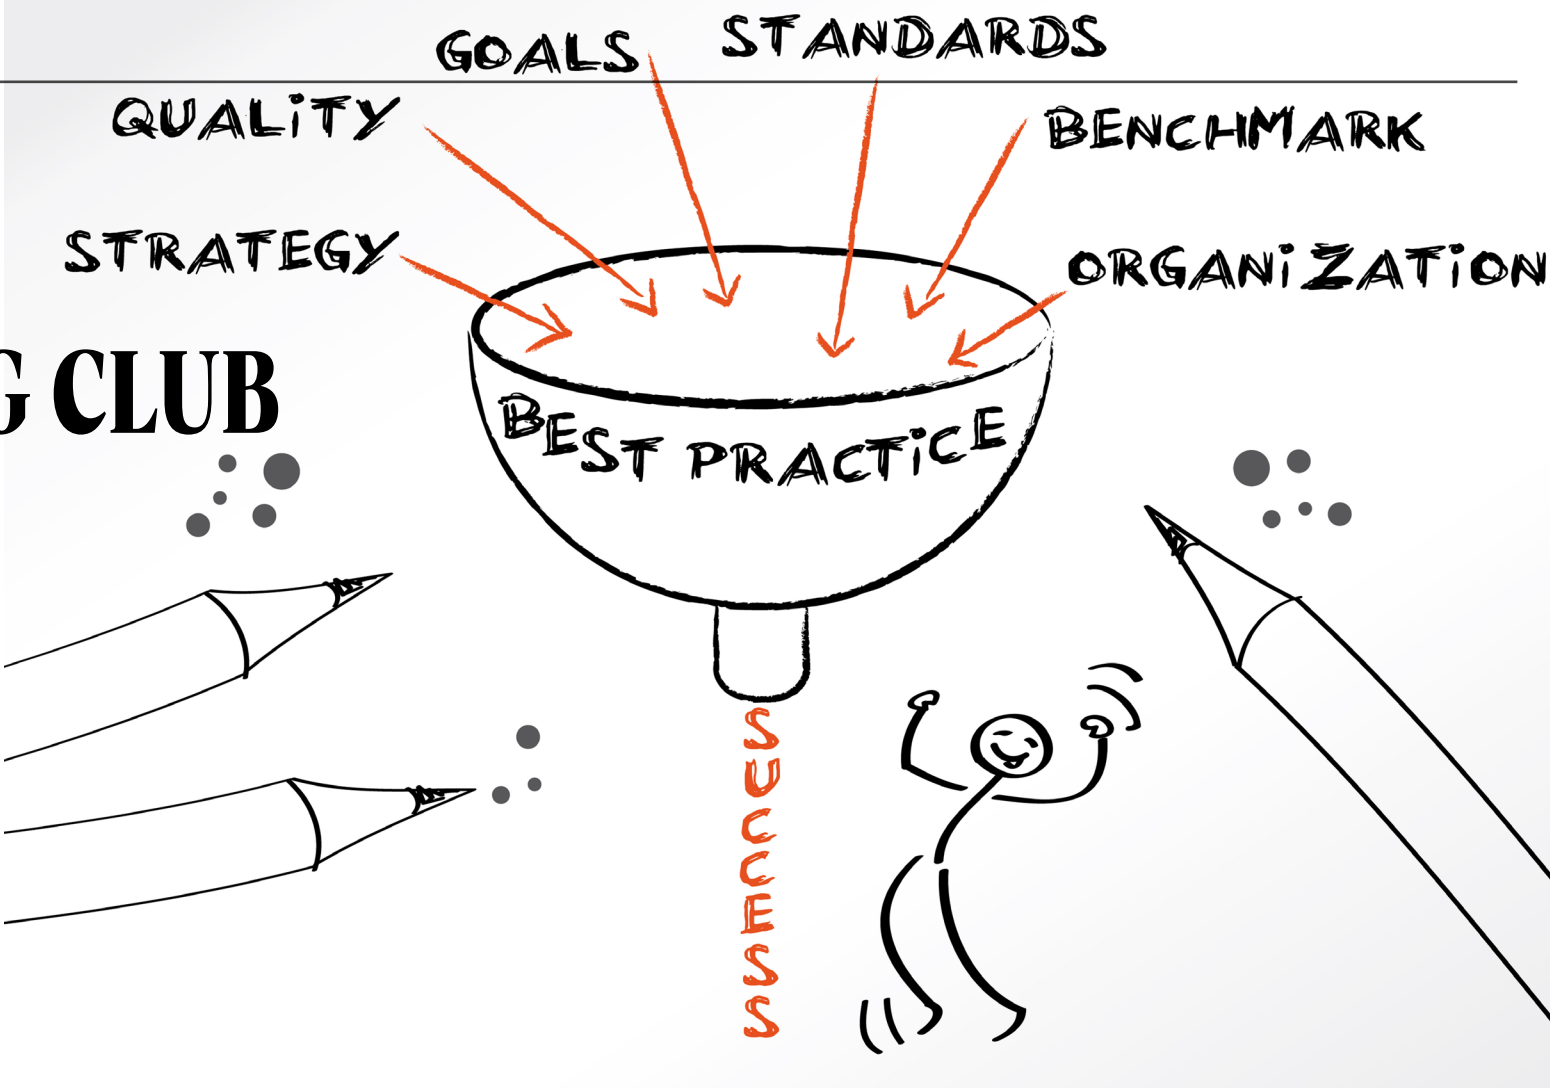 GOALS STANDARDS
QUALiTY BENCHMARK
STRATEGY ORGANiZATiON
G CLUB
BEST PRACTiCE
SUCCESS